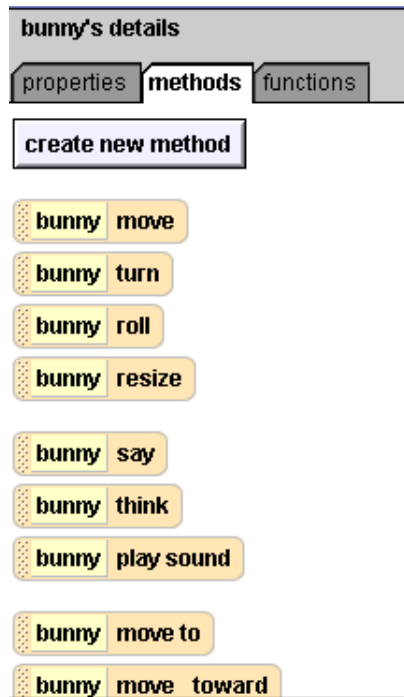 bunny's details
properties methods functions
create new method
bunny move
bunny turn
bunny roll
bunny resize
bunny say
bunny think
bunny play sound
bunny move to
bunny move toward